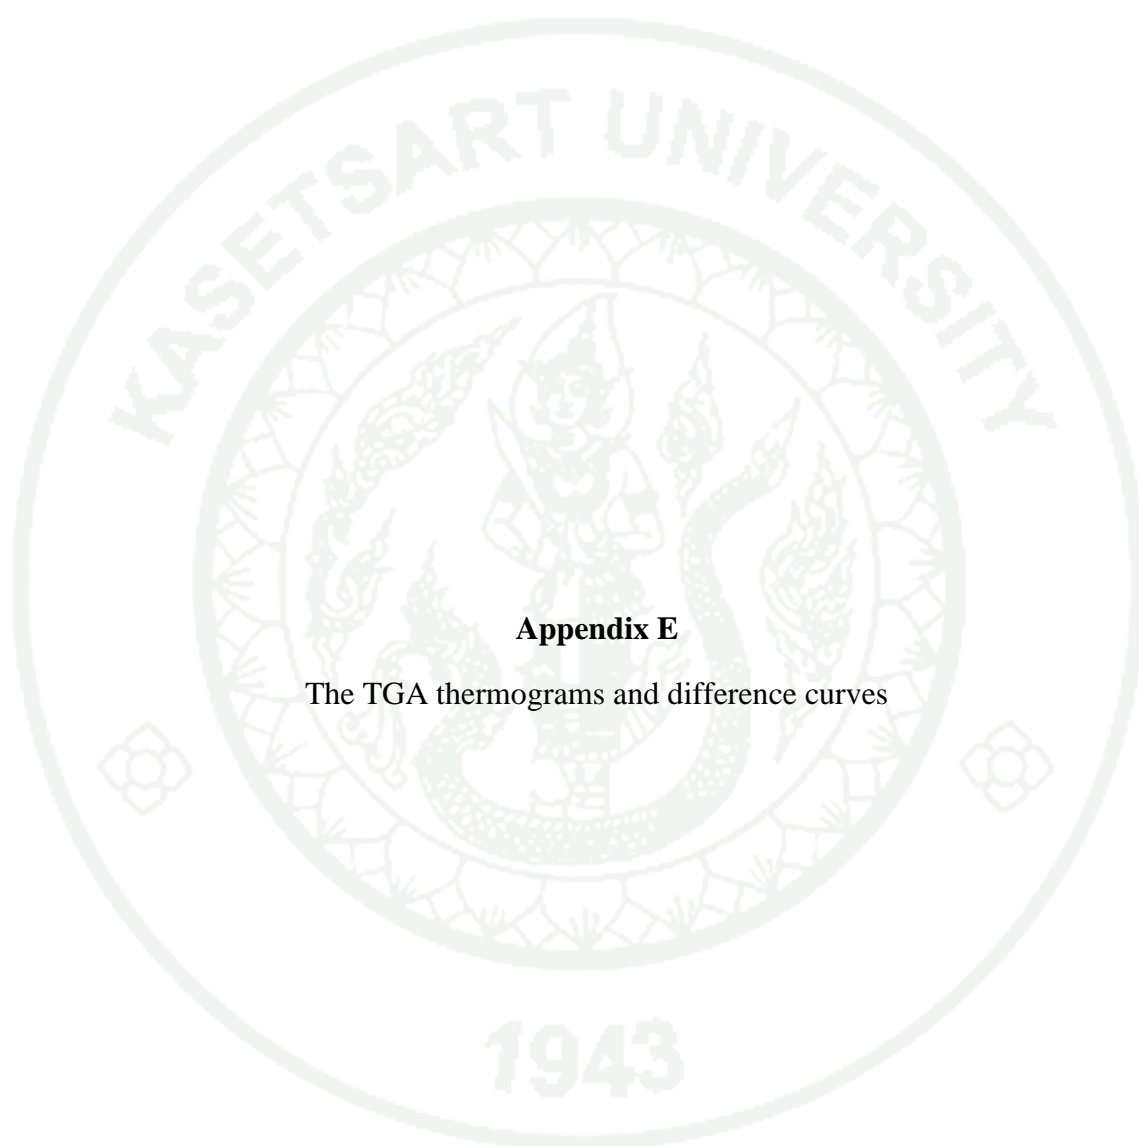 KASETSART UNIVERSITY
Appendix E
The TGA thermograms and difference curves
1943